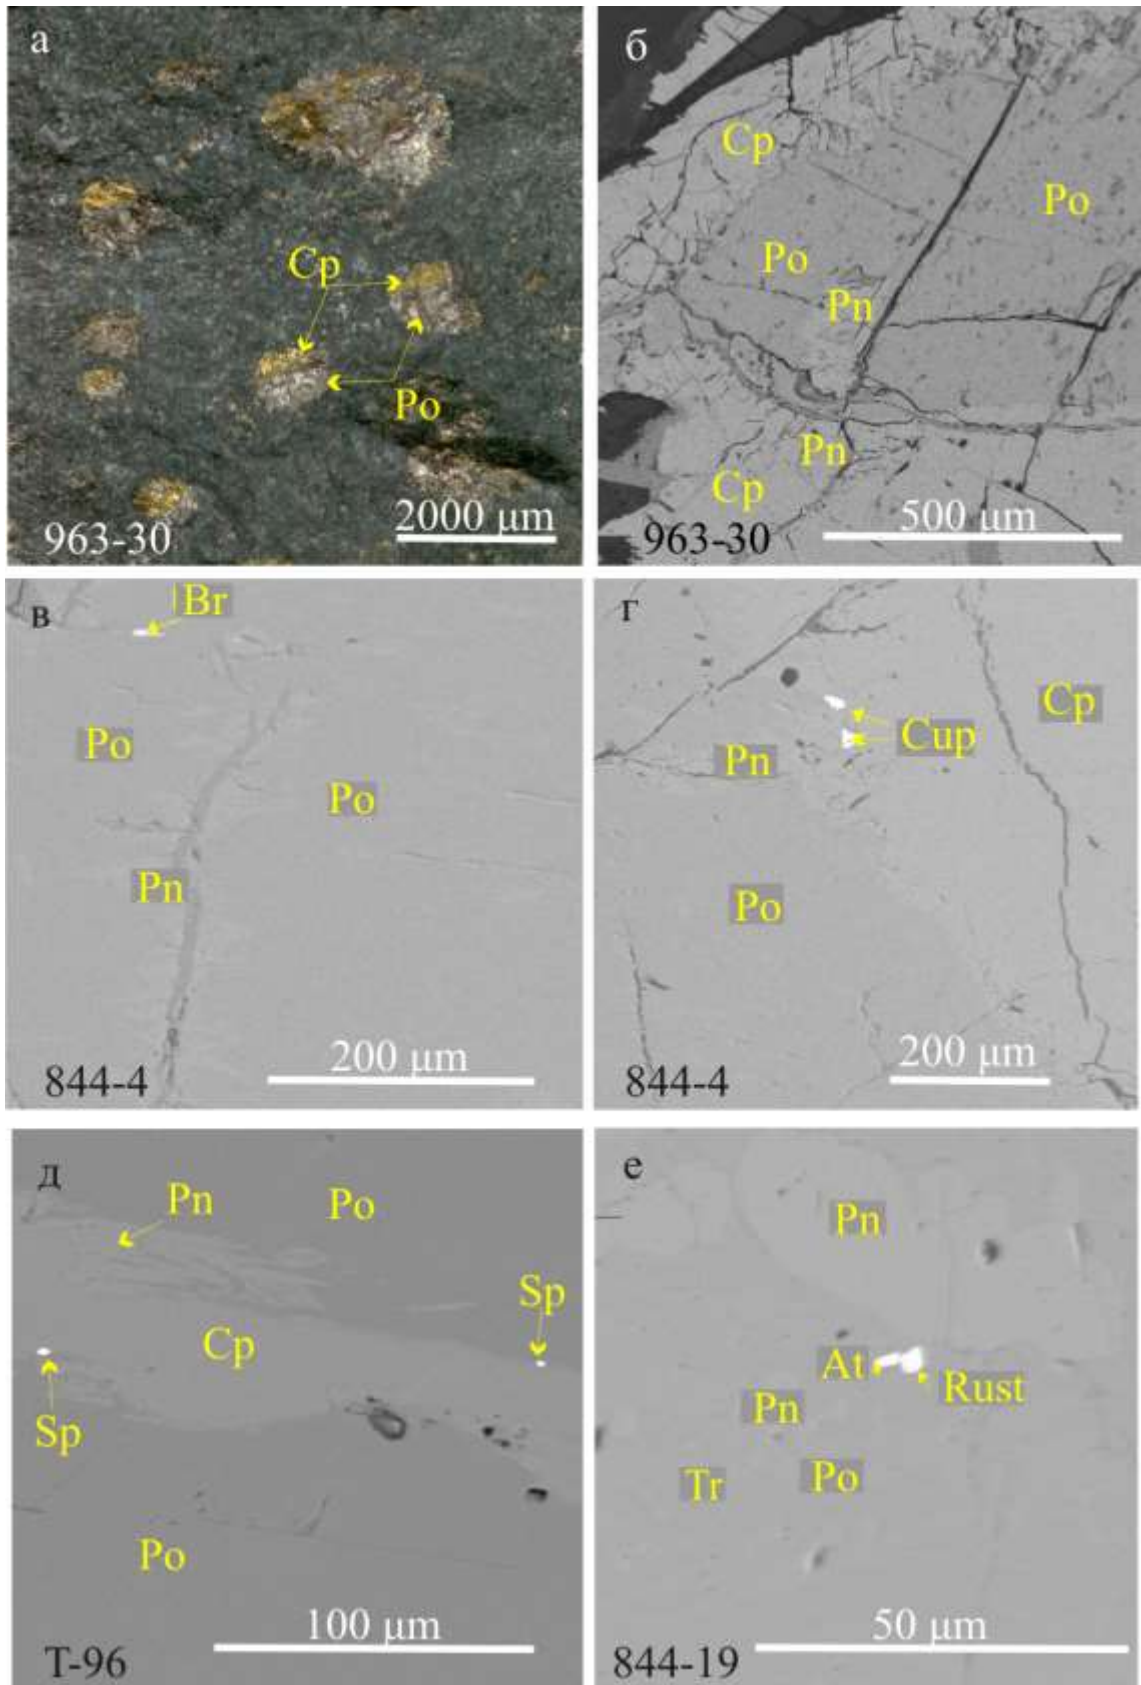 а
Cp
Po
2000 μm
963-30
б
Cp
Po
Po
Pn
Pn
Cp
500 μm
963-30
в
Br
Po
Po
Pn
200 μm
844-4
г
Cp
Cup
Pn
Po
200 μm
844-4
д
Pn
Po
Sp
Cp
Sp
Po
100 μm
T-96
е
Pn
At
Rust
Pn
Po
Tr
50 μm
844-19